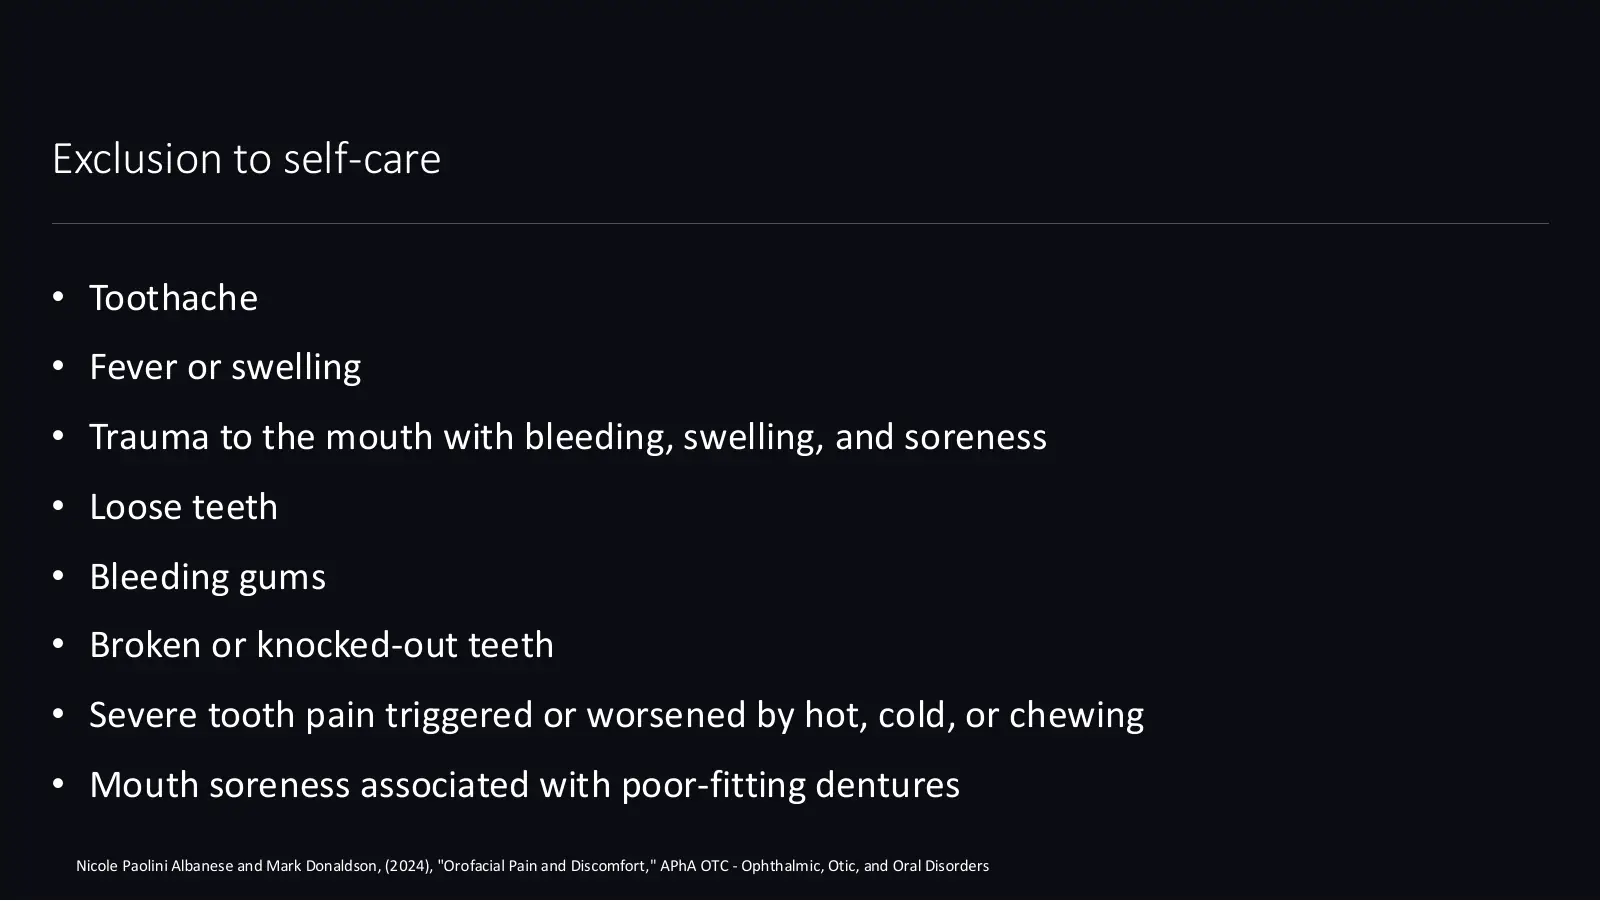 Exclusion to self-care
• Toothache
• Fever or swelling
• Trauma to the mouth with bleeding, swelling, and soreness
• Loose teeth
• Bleeding gums
• Broken or knocked-out teeth
• Severe tooth pain triggered or worsened by hot, cold, or chewing
• Mouth soreness associated with poor-fitting dentures
Nicole Paolini Albanese and Mark Donaldson, (2024), "Orofacial Pain and Discomfort," APhA OTC - Ophthalmic, Otic, and Oral Disorders